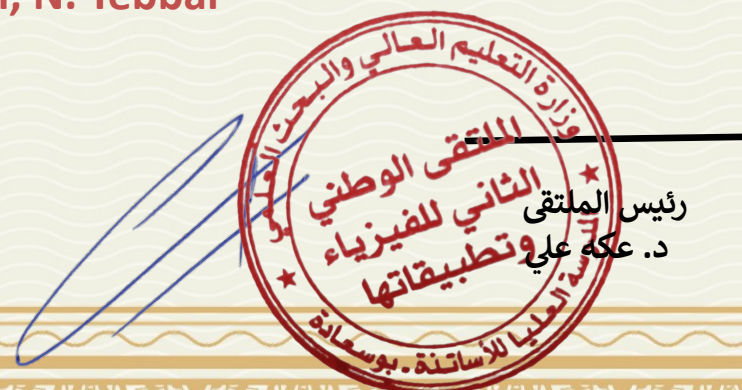 N. Tebbal
وزارة التعليم العالي والبحث العلمي
الملتقى الوطني
الثاني للفيزياء
وتطبيقاتها
المدرسة العليا للأساتذة - بوسعادة
رئيس الملتقى
د. عكه علي